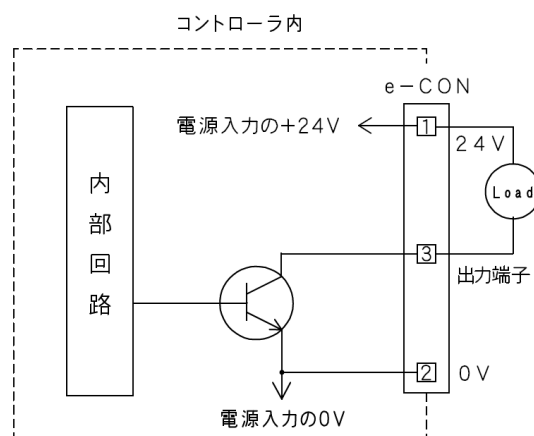 コントローラ内
e－CON
電源入力の+24V
1
24V
Load
内部回路
3
出力端子
2
0V
電源入力の0V